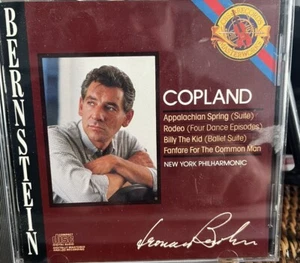 BERNSTEIN
COPLAND
Appalachian Spring (Suite)
Rodeo (Four Dance Episodes)
Billy The Kid (Ballet Suite)
Fanfare For The Common Man
NEW YORK PHILHARMONIC